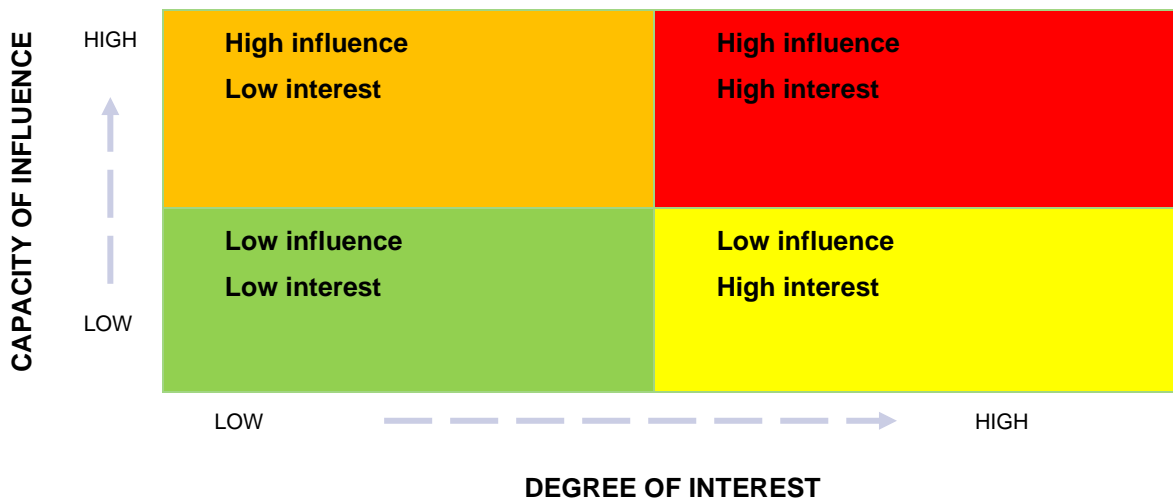 CAPACITY OF INFLUENCE
HIGH
LOW
High influence
Low interest
High influence
High interest
Low influence
Low interest
Low influence
High interest
LOW
HIGH
DEGREE OF INTEREST